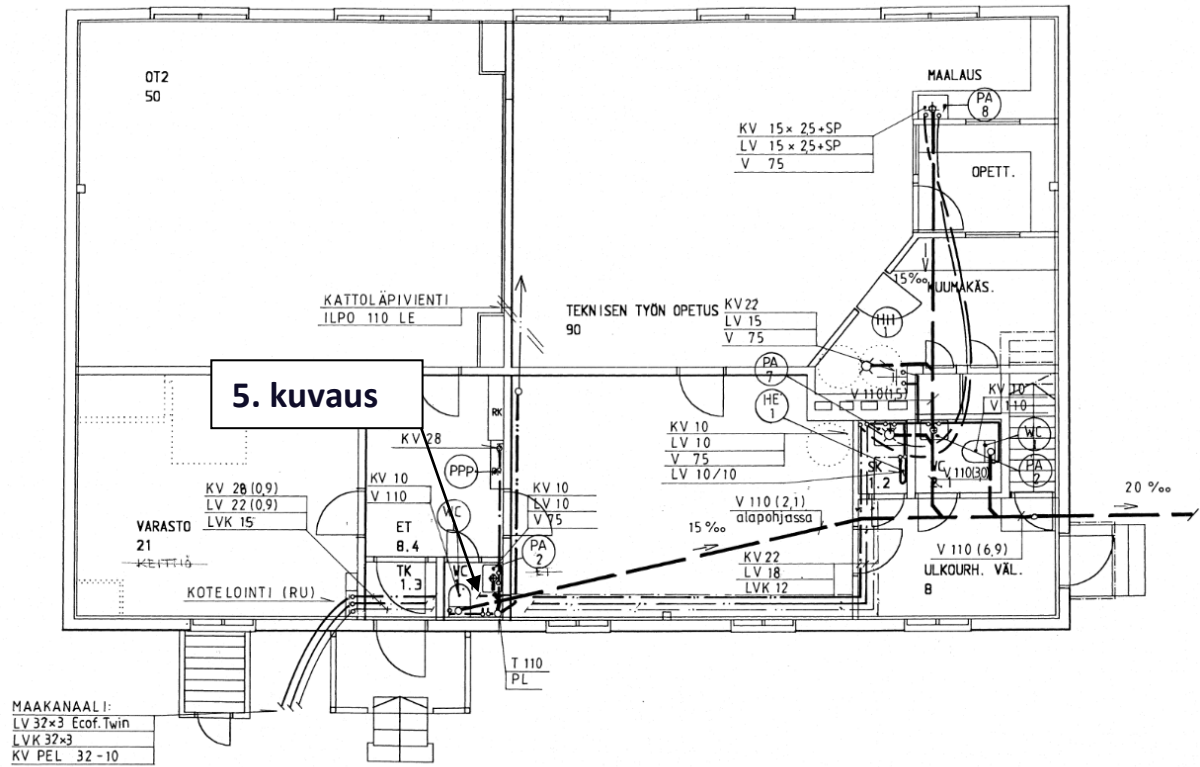 OT2
50
MAALAUS
PA
8
KV 15 × 2,5+SP
LV 15 × 2,5+SP
V 75
OPETT.
15‰
KUUMAKÄS.
KATTOLÄPIVIENTI
ILPO 110 LE
TEKNISEN TYÖN OPETUS
90
KV 22
LV 15
V 75
HH
1
PA
7
HE
1
V 110(1,5)
KV 10
V 110
5. kuvaus
RK
KV 28
PPP
KV 10
LV 10
V 75
LV 10/10
WC
1
PA
2
SK
1.2
V 110(3,0)
KV 28 (0,9)
LV 22 (0,9)
LVK 15
KV 10
V 110
WC
KV 10
LV 10
V 75
V 110 (2,1)
alapohjassa
15 ‰
20 ‰
VARASTO
21
KEITTIÖ
ET
8.4
PA
2
TK
1.3
WC
KV 22
LV 18
LVK 12
V 110 (6,9)
ULKOURH. VÄL.
8
KOTELOINTI (RU)
T 110
PL
MAAKANAALI:
LV 32×3 Ecof. Twin
LVK 32×3
KV PEL 32-10